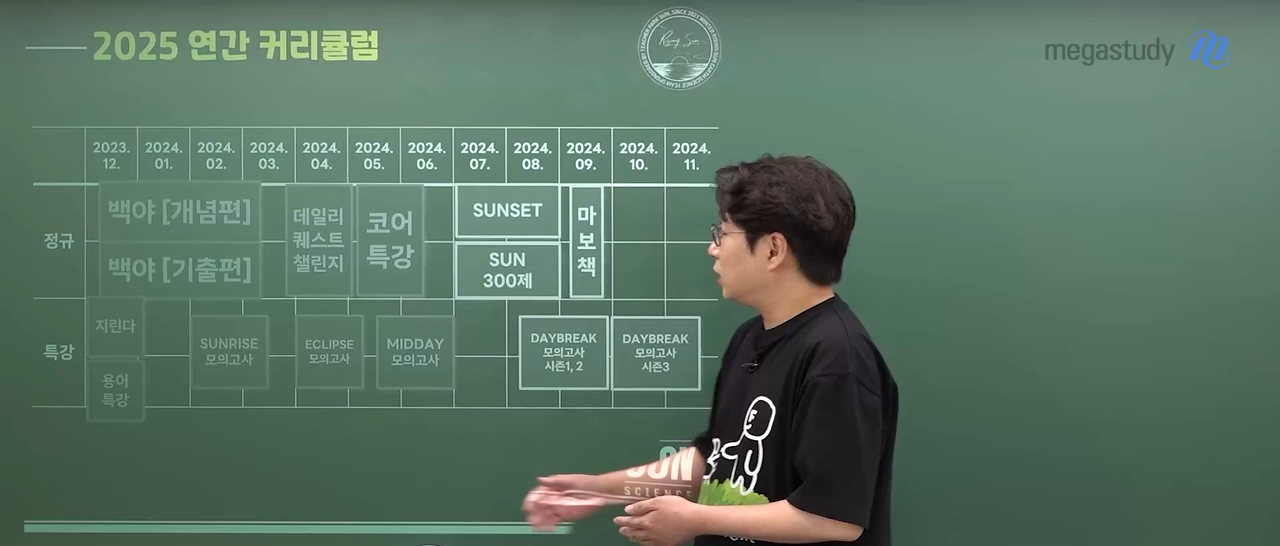 2025 연간 커리큘럼
megastudy
2023. 12.
2024. 01.
2024. 02.
2024. 03.
2024. 04.
2024. 05.
2024. 06.
2024. 07.
2024. 08.
2024. 09.
2024. 10.
2024. 11.
정규
백야 [개념편]
백야 [기출편]
데일리
퀘스트
챌린지
코어
특강
SUNSET
SUN
300제
마
보
책
특강
지린다
용어
특강
SUNRISE
모의고사
ECLIPSE
모의고사
MIDDAY
모의고사
DAYBREAK
모의고사
시즌1, 2
DAYBREAK
모의고사
시즌3
SUN
SCIENCE